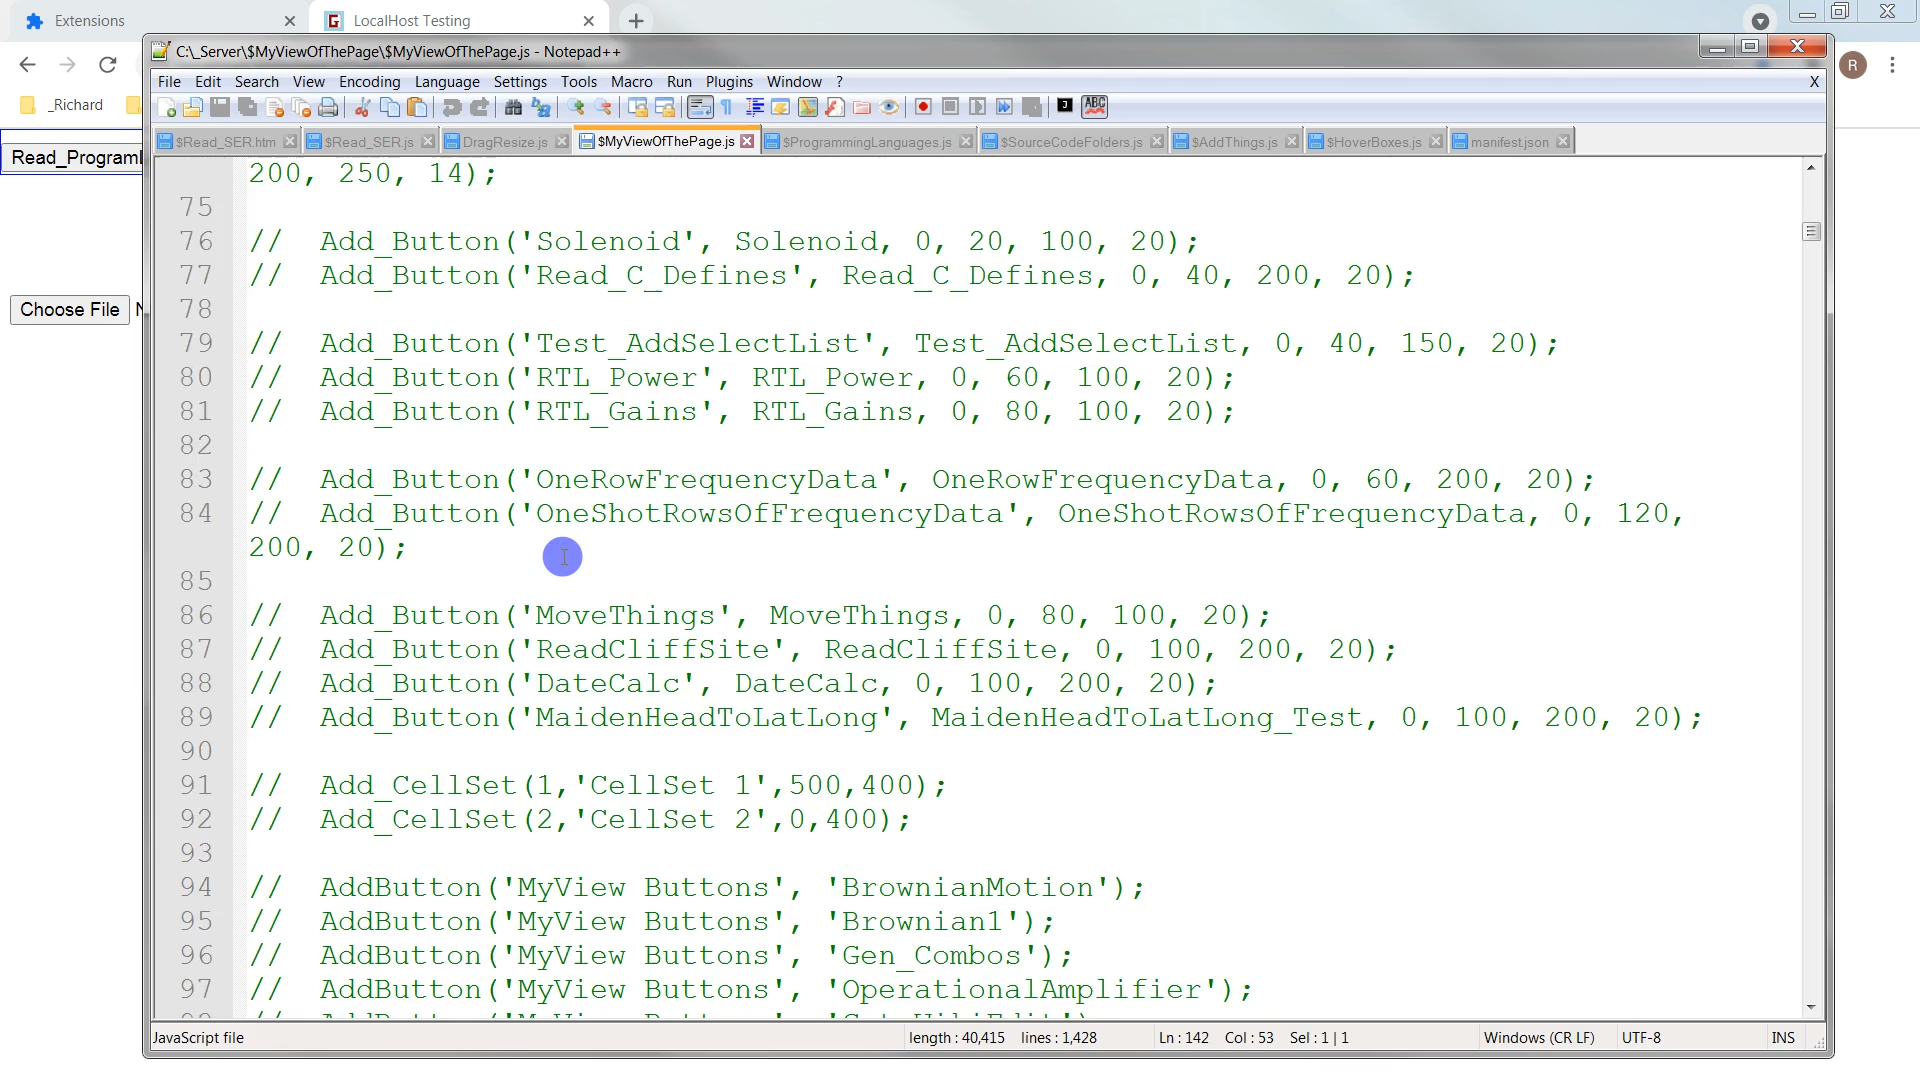 Extensions
LocalHost Testing
C:\_Server\$MyViewOfThePage\$MyViewOfThePage.js - Notepad++
R
File Edit Search View Encoding Language Settings Tools Macro Run Plugins Window ? X
_Richard
ABC
$Read_SER.htm $Read_SER.js DragResize.js $MyViewOfThePage.js $ProgrammingLanguages.js $SourceCodeFolders.js $AddThings.js $HoverBoxes.js manifest.json
Read_Program
200, 250, 14);
75
76 // Add_Button('Solenoid', Solenoid, 0, 20, 100, 20);
77 // Add_Button('Read_C_Defines', Read_C_Defines, 0, 40, 200, 20);
78
Choose File
79 // Add_Button('Test_AddSelectList', Test_AddSelectList, 0, 40, 150, 20);
80 // Add_Button('RTL_Power', RTL_Power, 0, 60, 100, 20);
81 // Add_Button('RTL_Gains', RTL_Gains, 0, 80, 100, 20);
82
83 // Add_Button('OneRowFrequencyData', OneRowFrequencyData, 0, 60, 200, 20);
84 // Add_Button('OneShotRowsOfFrequencyData', OneShotRowsOfFrequencyData, 0, 120,
200, 20);
85
86 // Add_Button('MoveThings', MoveThings, 0, 80, 100, 20);
87 // Add_Button('ReadCliffSite', ReadCliffSite, 0, 100, 200, 20);
88 // Add_Button('DateCalc', DateCalc, 0, 100, 200, 20);
89 // Add_Button('MaidenHeadToLatLong', MaidenHeadToLatLong_Test, 0, 100, 200, 20);
90
91 // Add_CellSet(1,'CellSet 1',500,400);
92 // Add_CellSet(2,'CellSet 2',0,400);
93
94 // AddButton('MyView Buttons', 'BrownianMotion');
95 // AddButton('MyView Buttons', 'Brownian1');
96 // AddButton('MyView Buttons', 'Gen_Combos');
97 // AddButton('MyView Buttons', 'OperationalAmplifier');
JavaScript file length : 40,415 lines : 1,428 Ln : 142 Col : 53 Sel : 1 | 1 Windows (CR LF) UTF-8 INS